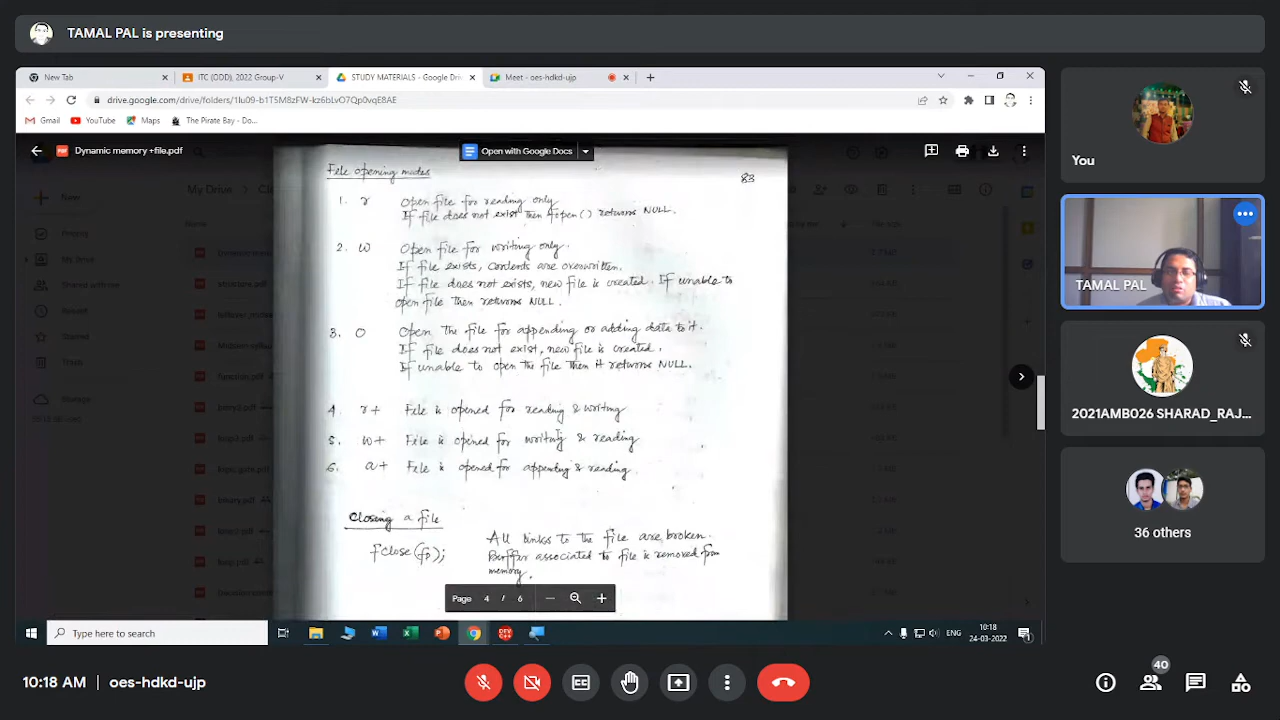 TAMAL PAL is presenting
New Tab
ITC (ODD), 2022 Group-V
STUDY MATERIALS - Google Dri
Meet - oes-hdkd-ujp
drive.google.com/drive/folders/1lu09-b1T5M8zFW-kz6bLvO7Qp0vqE8AE
Gmail
YouTube
Maps
The Pirate Bay - Do...
Dynamic memory +file.pdf
Open with Google Docs
My Drive
New
My Drive
File opening modes
83
1. r Open file for reading only
If file does not exist then fopen() returns NULL.
2. w Open file for writing only.
If file exists, contents are overwritten.
If file does not exists, new file is created. If unable to
open file then returns NULL.
3. O Open the file for appending or adding data to it.
If file does not exist, new file is created.
If unable to open the file then it returns NULL.
4. r+ File is opened for reading & writing
5. w+ File is opened for writing & reading
6. a+ File is opened for appending & reading.
Closing a file
fclose(fp);
All links to the file are broken.
Buffer associated to file is removed from
memory.
Page 4 / 6
Type here to search
ENG
10:18
24-03-2022
You
TAMAL PAL
2021AMB026 SHARAD_RAJ...
36 others
10:18 AM | oes-hdkd-ujp
40